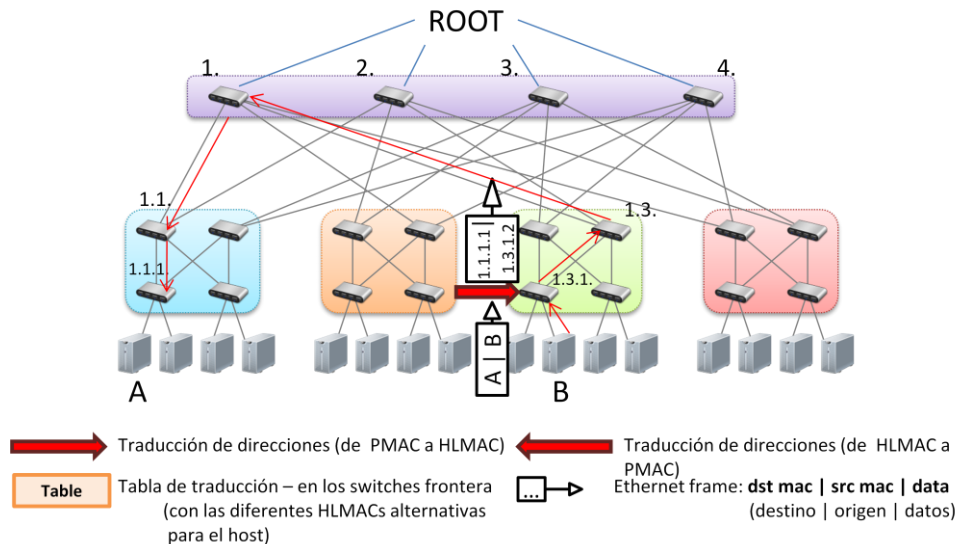 ROOT
1.
2.
3.
4.
1.1.
1.3.
1.1.1.1 |
1.3.1.2
1.1.1.
1.3.1.
A | B
A
B
Traducción de direcciones (de PMAC a HLMAC)
Traducción de direcciones (de HLMAC a
PMAC)
Table
Tabla de traducción – en los switches frontera
(con las diferentes HLMACs alternativas
para el host)
...
Ethernet frame: dst mac | src mac | data
(destino | origen | datos)